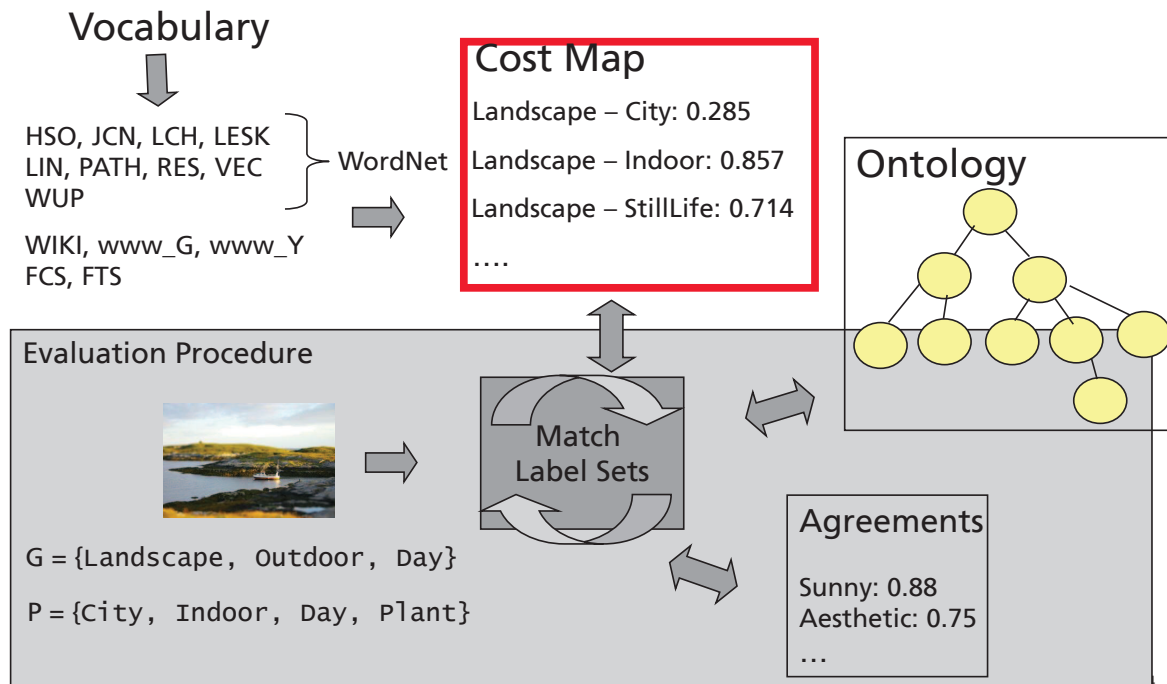 Vocabulary
HSO, JCN, LCH, LESK
LIN, PATH, RES, VEC
WUP
WordNet
WIKI, www_G, www_Y
FCS, FTS
Cost Map
Landscape – City: 0.285
Landscape – Indoor: 0.857
Landscape – StillLife: 0.714
....
Ontology
Evaluation Procedure
Match
Label Sets
G = {Landscape, Outdoor, Day}
P = {City, Indoor, Day, Plant}
Agreements
Sunny: 0.88
Aesthetic: 0.75
...